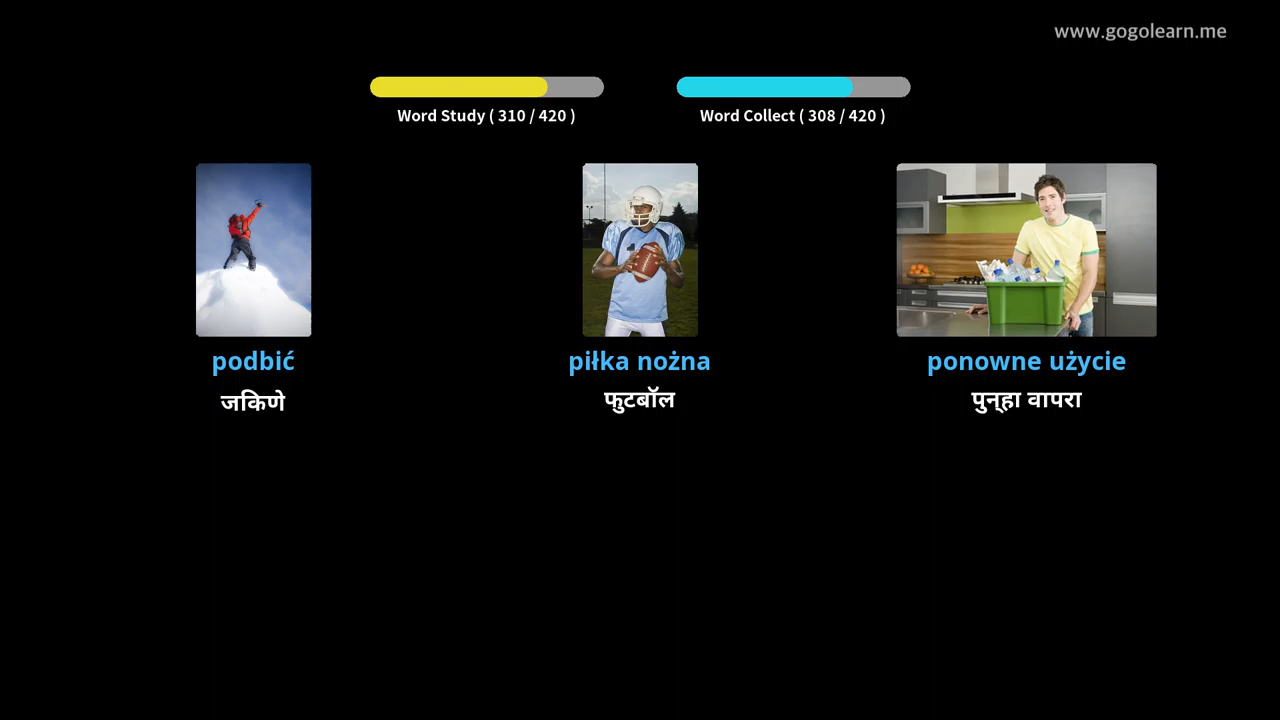 www.gogolearn.me
Word Study ( 310 / 420 )
Word Collect ( 308 / 420 )
podbić
जकिणे
piłka nożna
फुटबॉल
ponowne użycie
पुन्हा वापरा